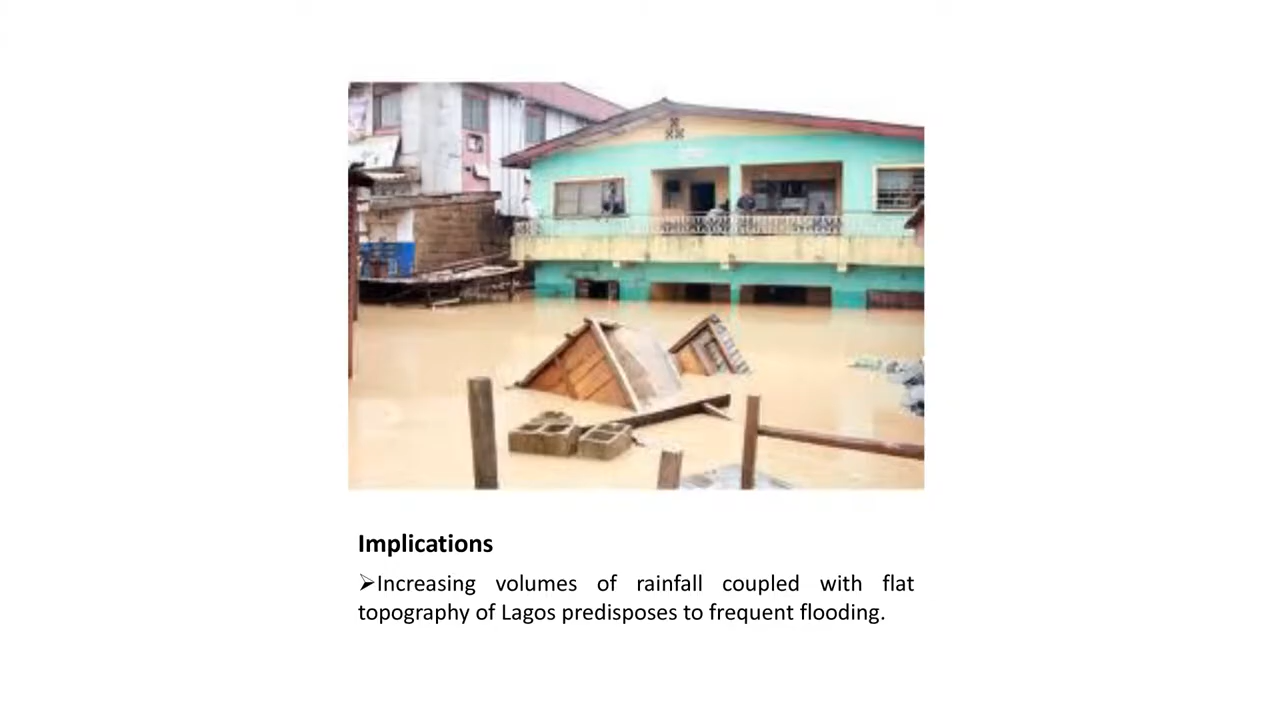 Implications
➢Increasing volumes of rainfall coupled with flat
topography of Lagos predisposes to frequent flooding.